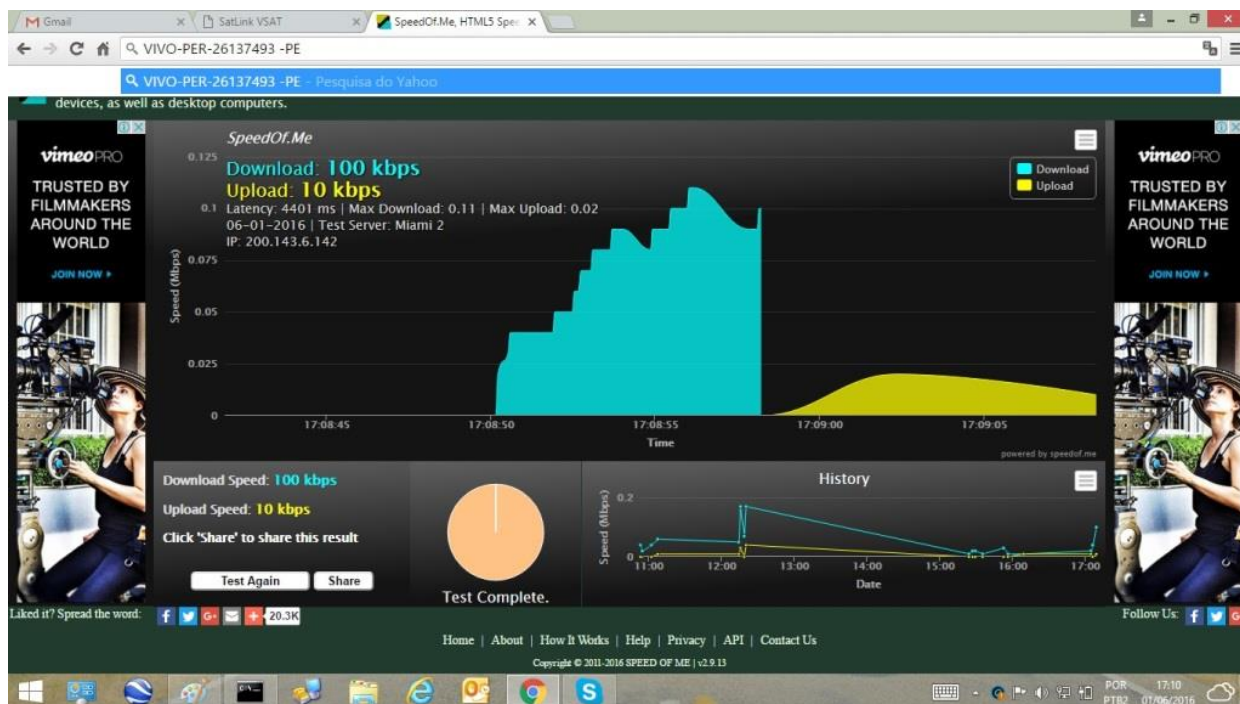 Gmail
SatLink VSAT
SpeedOf.Me, HTML5 Spe
VIVO-PER-26137493 -PE
VIVO-PER-26137493 -PE - Pesquisa do Yahoo
devices, as well as desktop computers.
vimeo PRO
TRUSTED BY
FILMMAKERS
AROUND THE
WORLD
JOIN NOW
SpeedOf.Me
Download: 100 kbps
Upload: 10 kbps
Latency: 4401 ms | Max Download: 0.11 | Max Upload: 0.02
06-01-2016 | Test Server: Miami 2
IP: 200.143.6.142
Download
Upload
Speed (Mbps)
0.125
0.1
0.075
0.05
0.025
0
17:08:45 17:08:50 17:08:55 17:09:00 17:09:05
Time
powered by speedof.me
vimeo PRO
TRUSTED BY
FILMMAKERS
AROUND THE
WORLD
JOIN NOW
Download Speed: 100 kbps
Upload Speed: 10 kbps
Click 'Share' to share this result
Test Again Share
Test Complete.
History
Speed (Mbps)
0.2
0
11:00 12:00 13:00 14:00 15:00 16:00 17:00
Date
Liked it? Spread the word:
20.3K
Follow Us:
Home | About | How It Works | Help | Privacy | API | Contact Us
Copyright © 2011-2016 SPEED OF ME | v2.9.13
POR
PTB2
17:10
01/06/2016